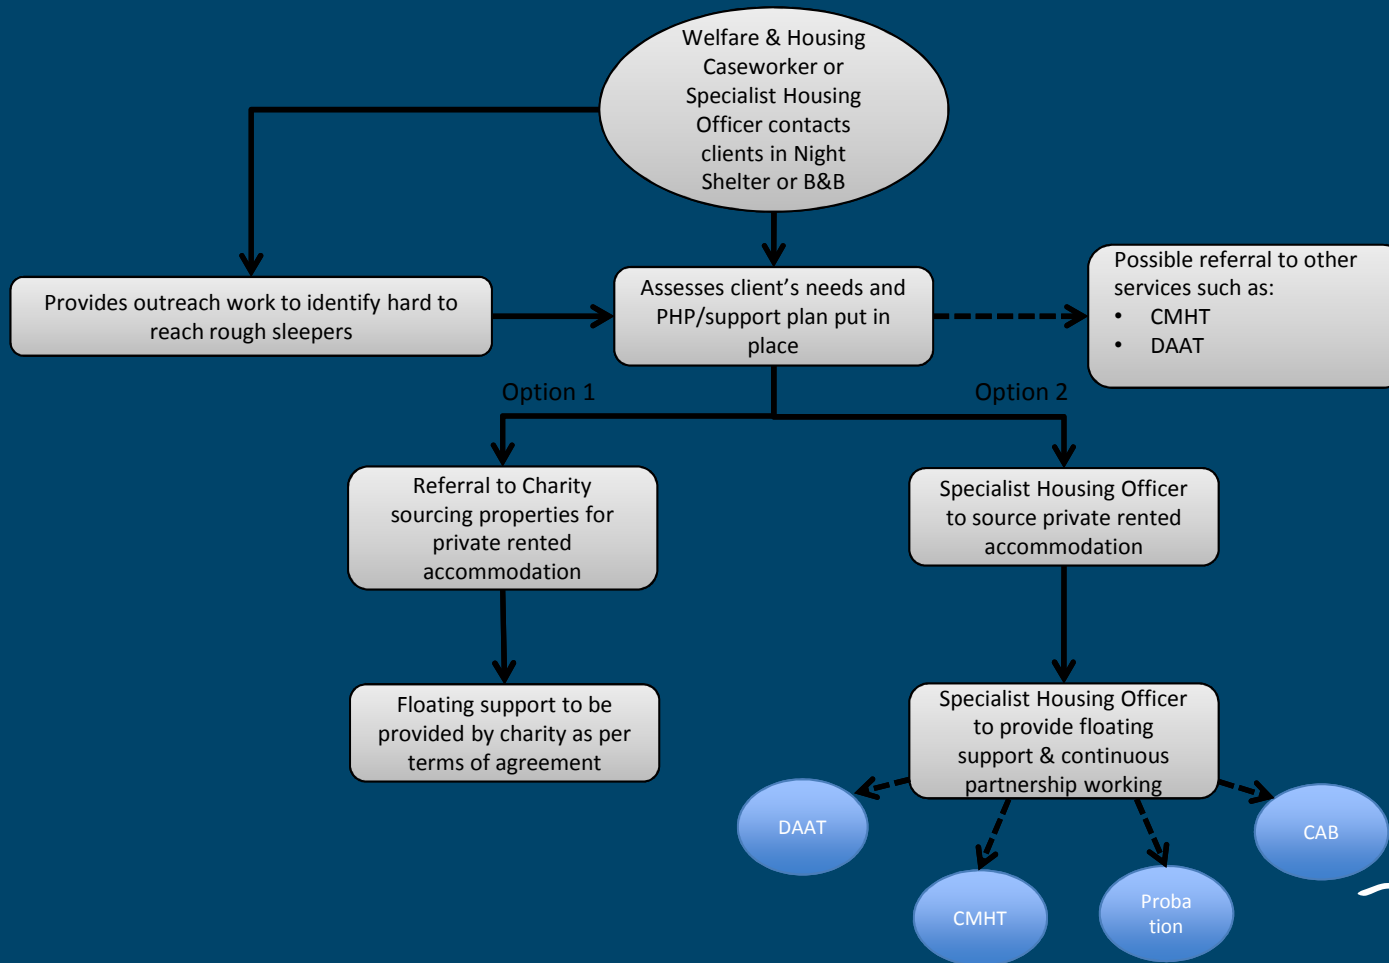 Welfare & Housing
Caseworker or
Specialist Housing
Officer contacts
clients in Night
Shelter or B&B
Provides outreach work to identify hard to
reach rough sleepers
Assesses client’s needs and
PHP/support plan put in
place
Possible referral to other
services such as:
• CMHT
• DAAT
Option 1
Option 2
Referral to Charity
sourcing properties for
private rented
accommodation
Specialist Housing Officer
to source private rented
accommodation
Floating support to be
provided by charity as per
terms of agreement
Specialist Housing Officer
to provide floating
support & continuous
partnership working
DAAT
CMHT
Proba
tion
CAB